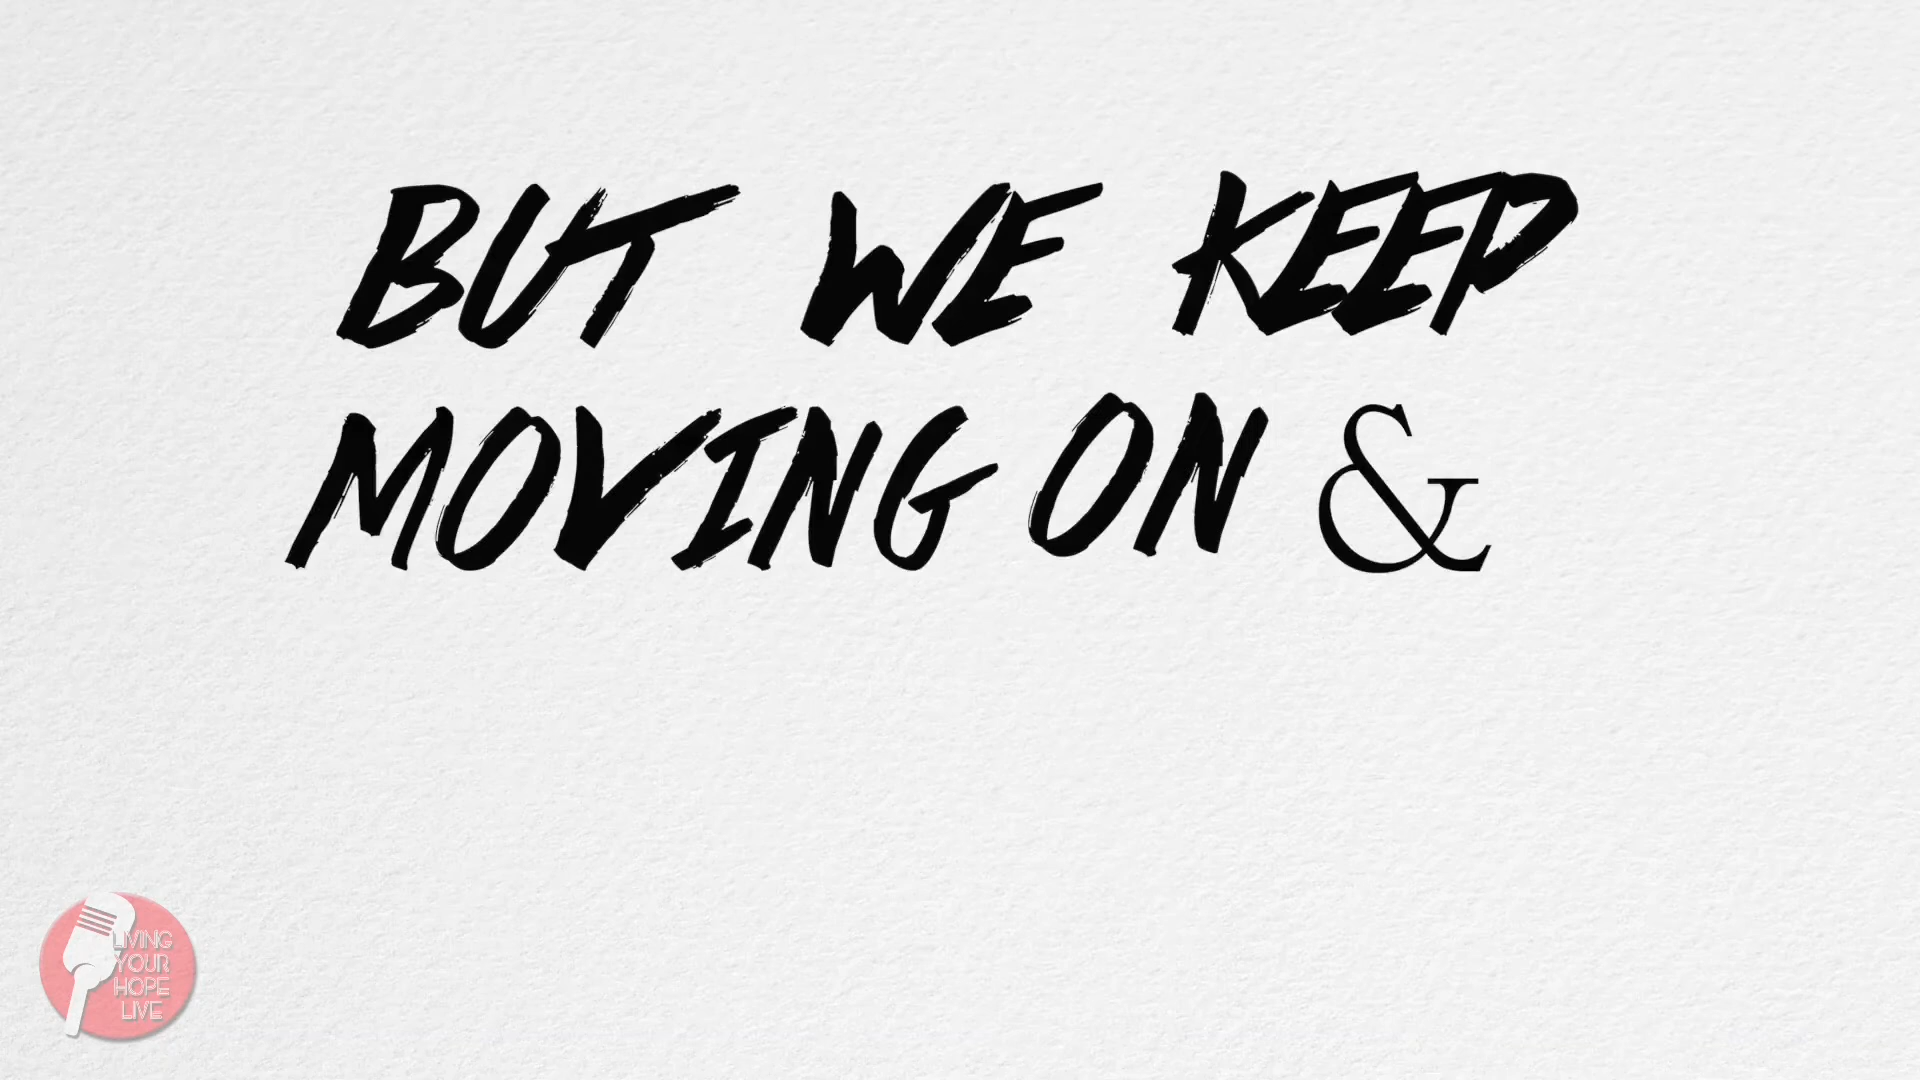 BUT WE KEEP
MOVING ON &
LIVING
YOUR
HOPE
LIVE